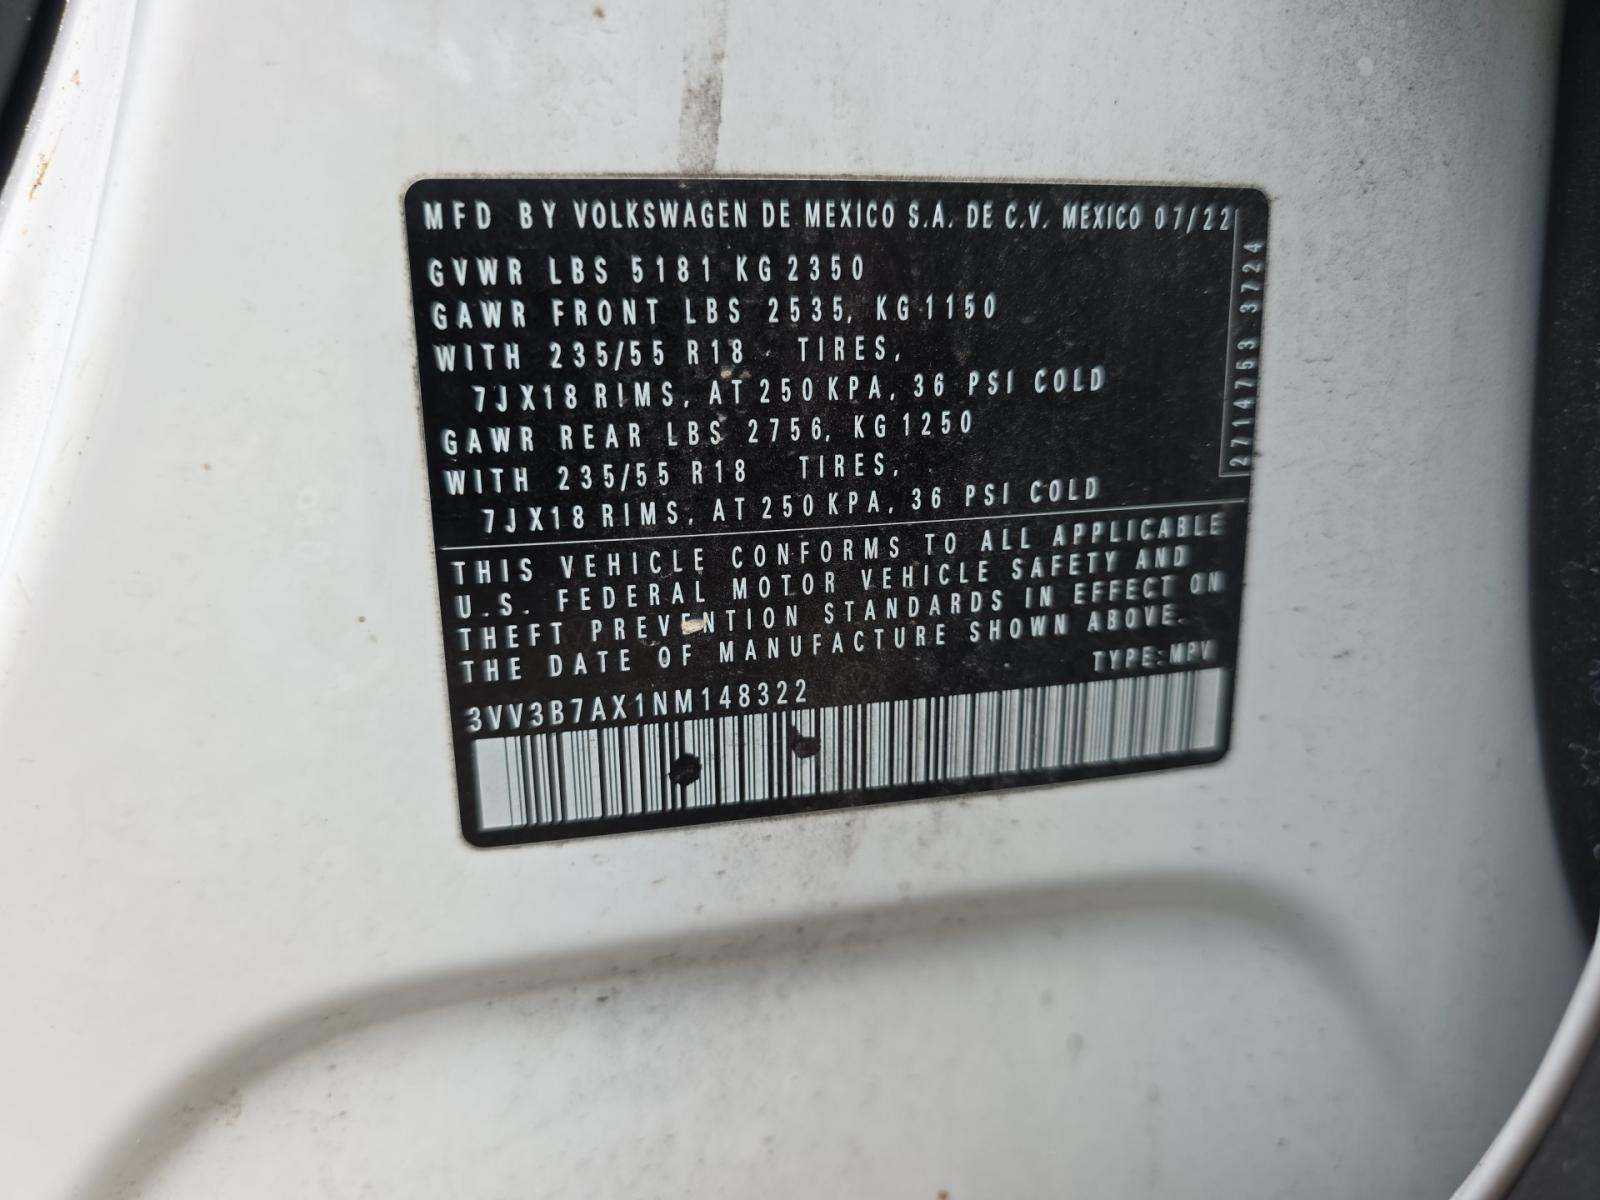 MFD BY VOLKSWAGEN DE MEXICO S.A. DE C.V. MEXICO 07/22
GVWR LBS 5181 KG 2350
GAWR FRONT LBS 2535, KG 1150
WITH 235/55 R18 TIRES,
7JX18 RIMS, AT 250 KPA, 36 PSI COLD
GAWR REAR LBS 2756, KG 1250
WITH 235/55 R18 TIRES,
7JX18 RIMS, AT 250 KPA, 36 PSI COLD
2714753 3724
THIS VEHICLE CONFORMS TO ALL APPLICABLE
U.S. FEDERAL MOTOR VEHICLE SAFETY AND
THEFT PREVENTION STANDARDS IN EFFECT ON
THE DATE OF MANUFACTURE SHOWN ABOVE.
TYPE: MPV
3VV3B7AX1NM148322